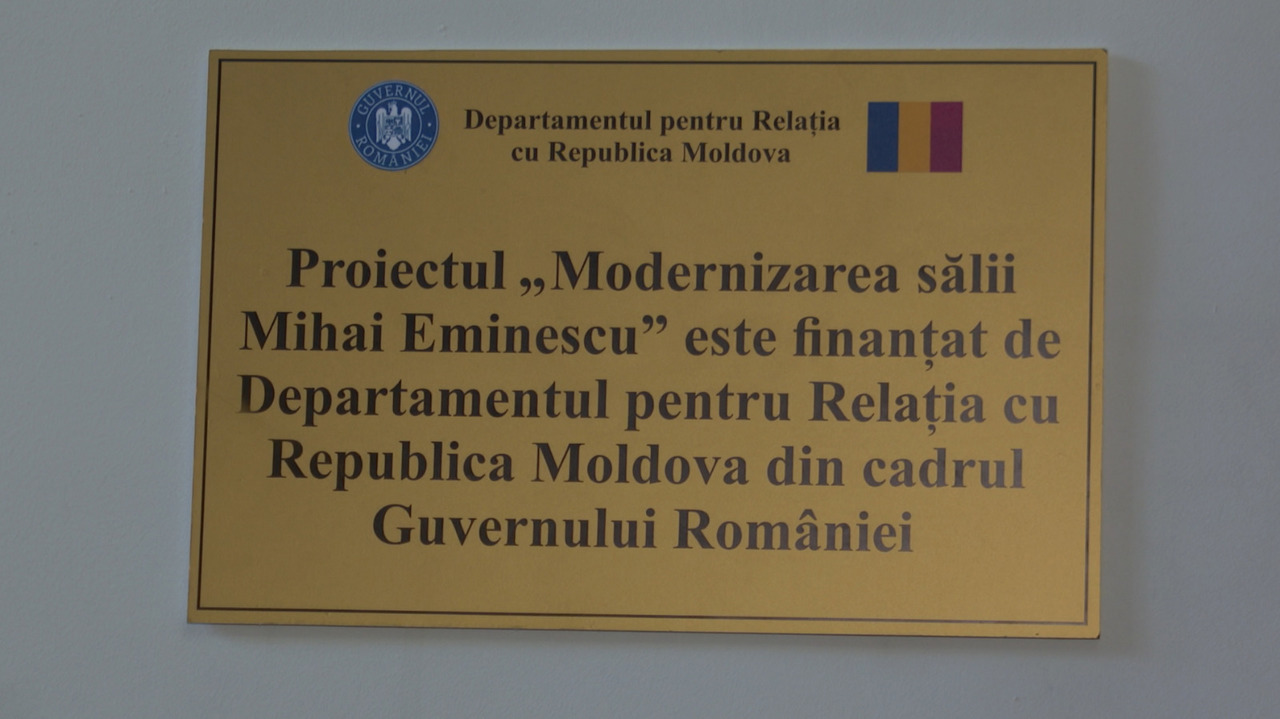 GUVERNUL ROMÂNIEI
Departamentul pentru Relația
cu Republica Moldova
Proiectul „Modernizarea sălii
Mihai Eminescu” este finanțat de
Departamentul pentru Relația cu
Republica Moldova din cadrul
Guvernului României